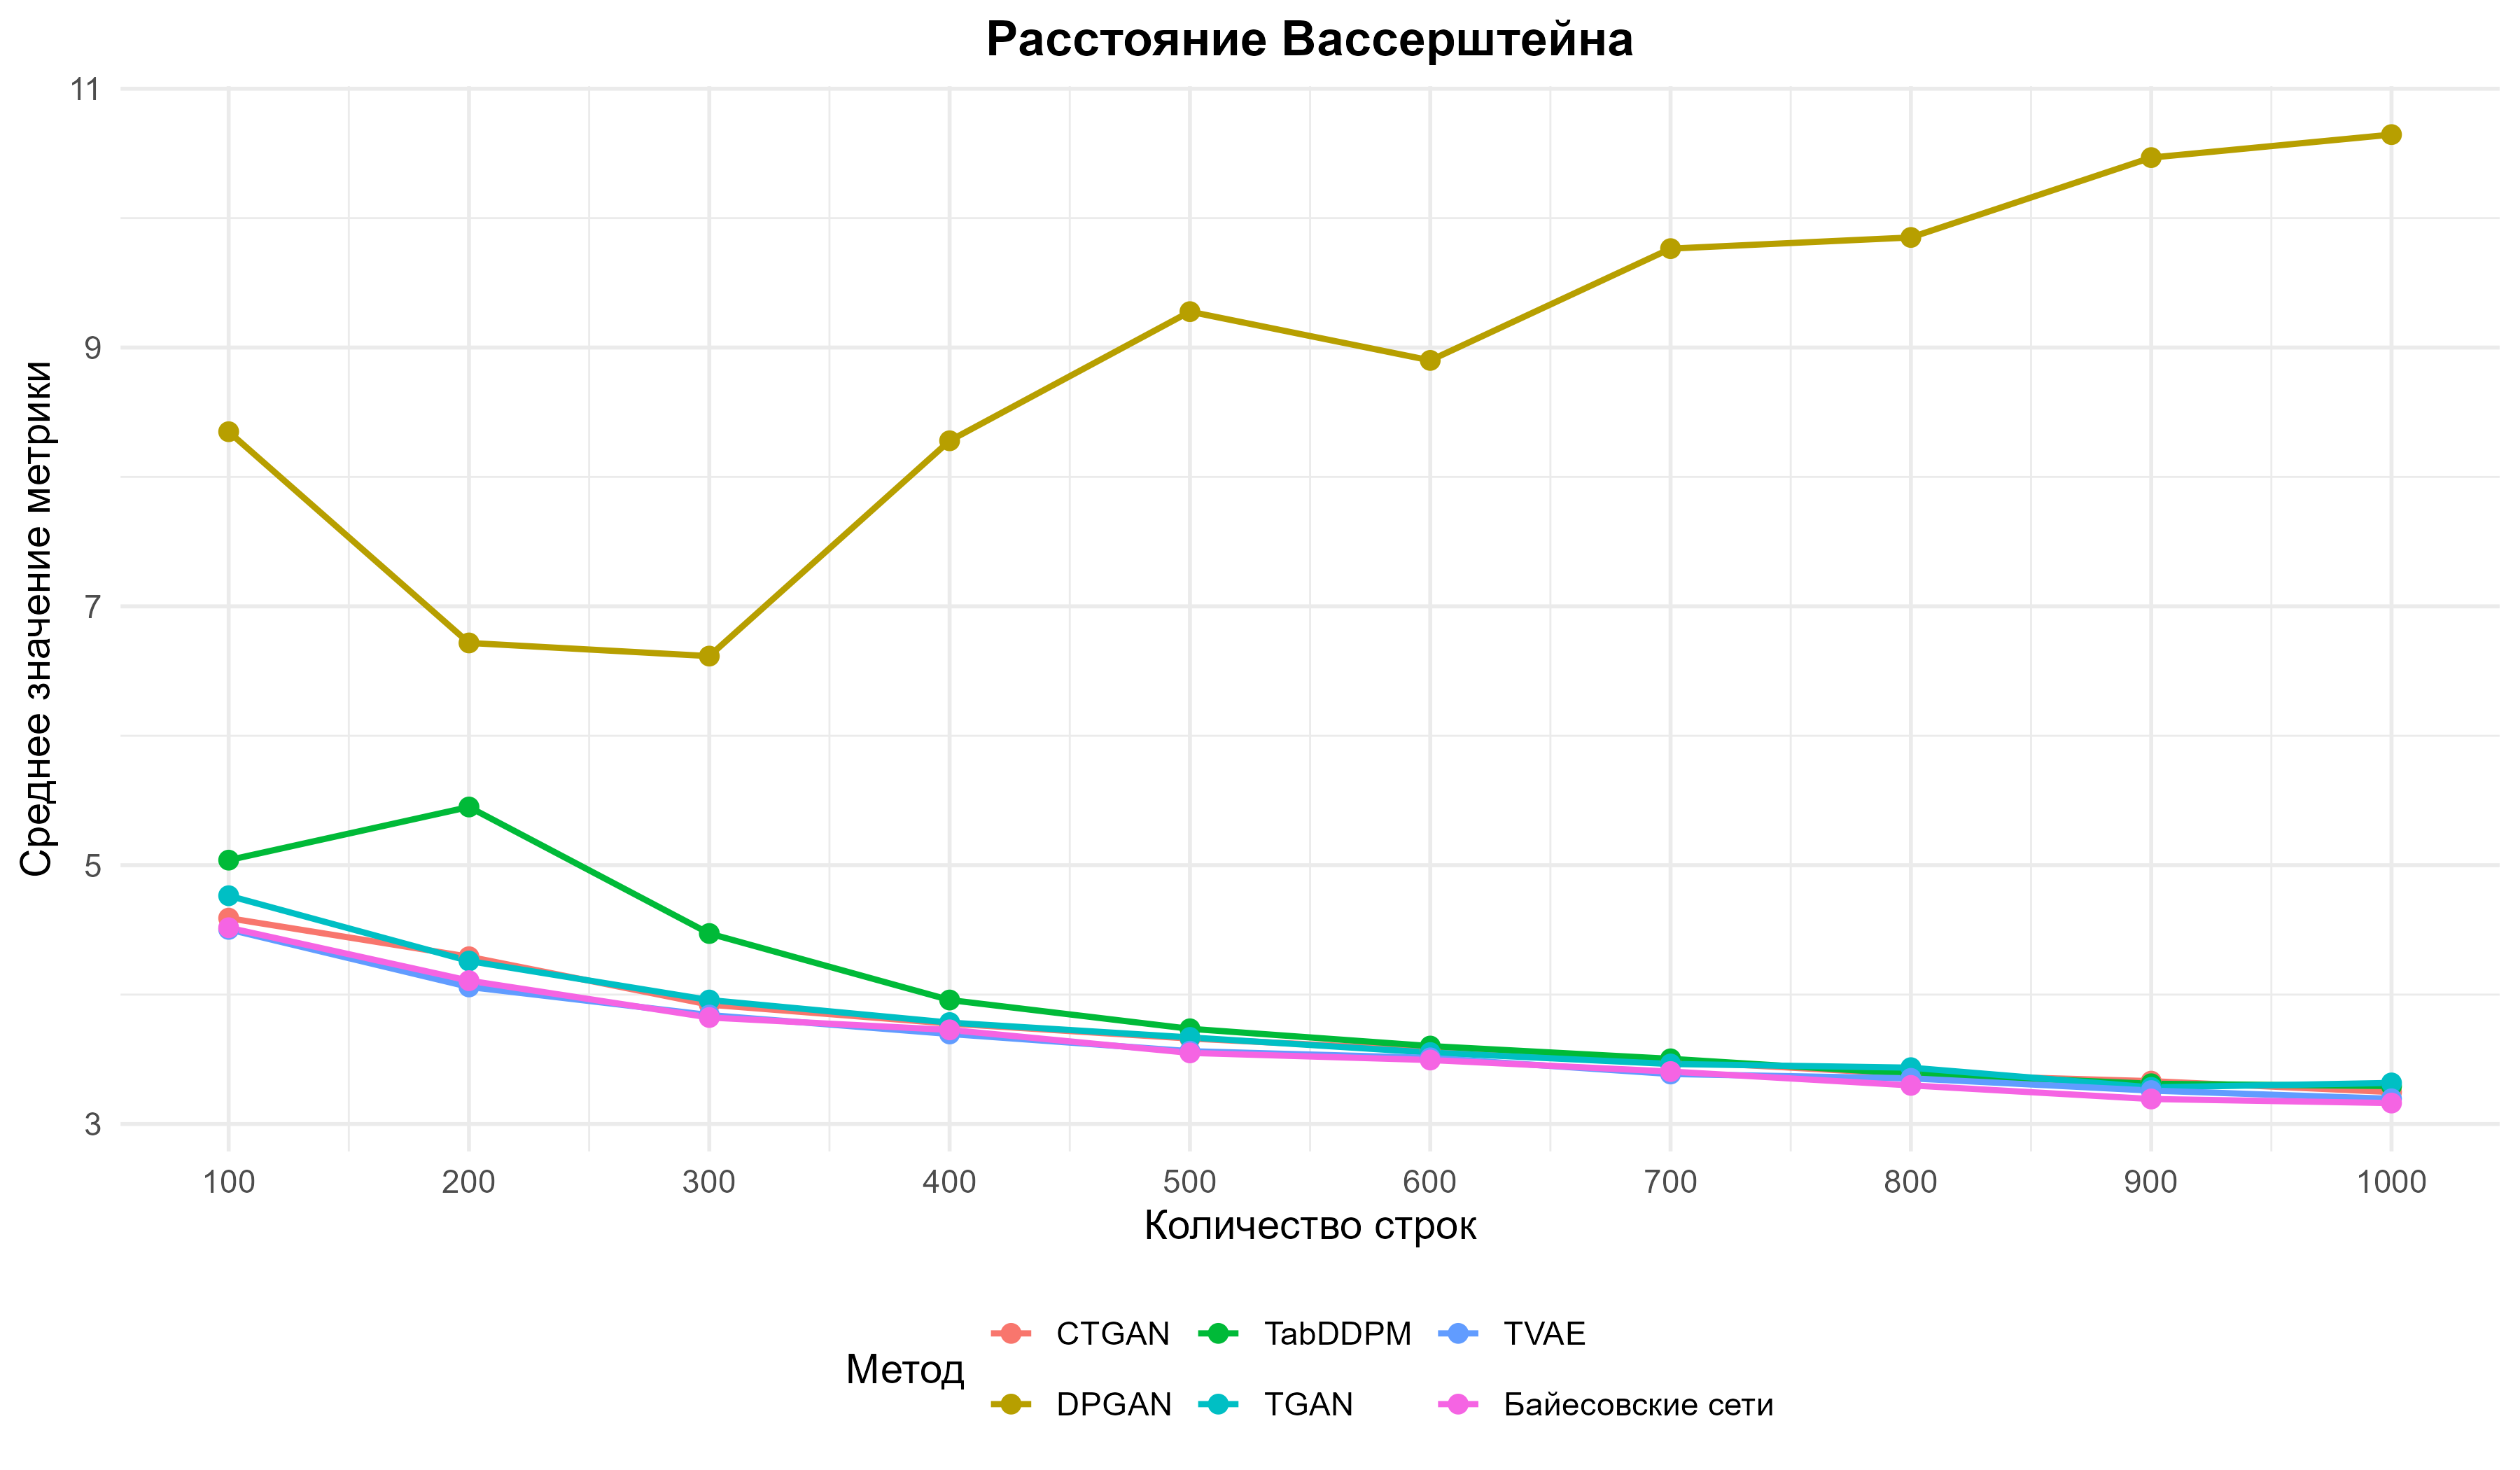 Расстояние Вассерштейна
Среднее значение метрики
11
9
7
5
3
100 200 300 400 500 600 700 800 900 1000
Количество строк
Метод
CTGAN TabDDPM TVAE
DPGAN TGAN Байесовские сети